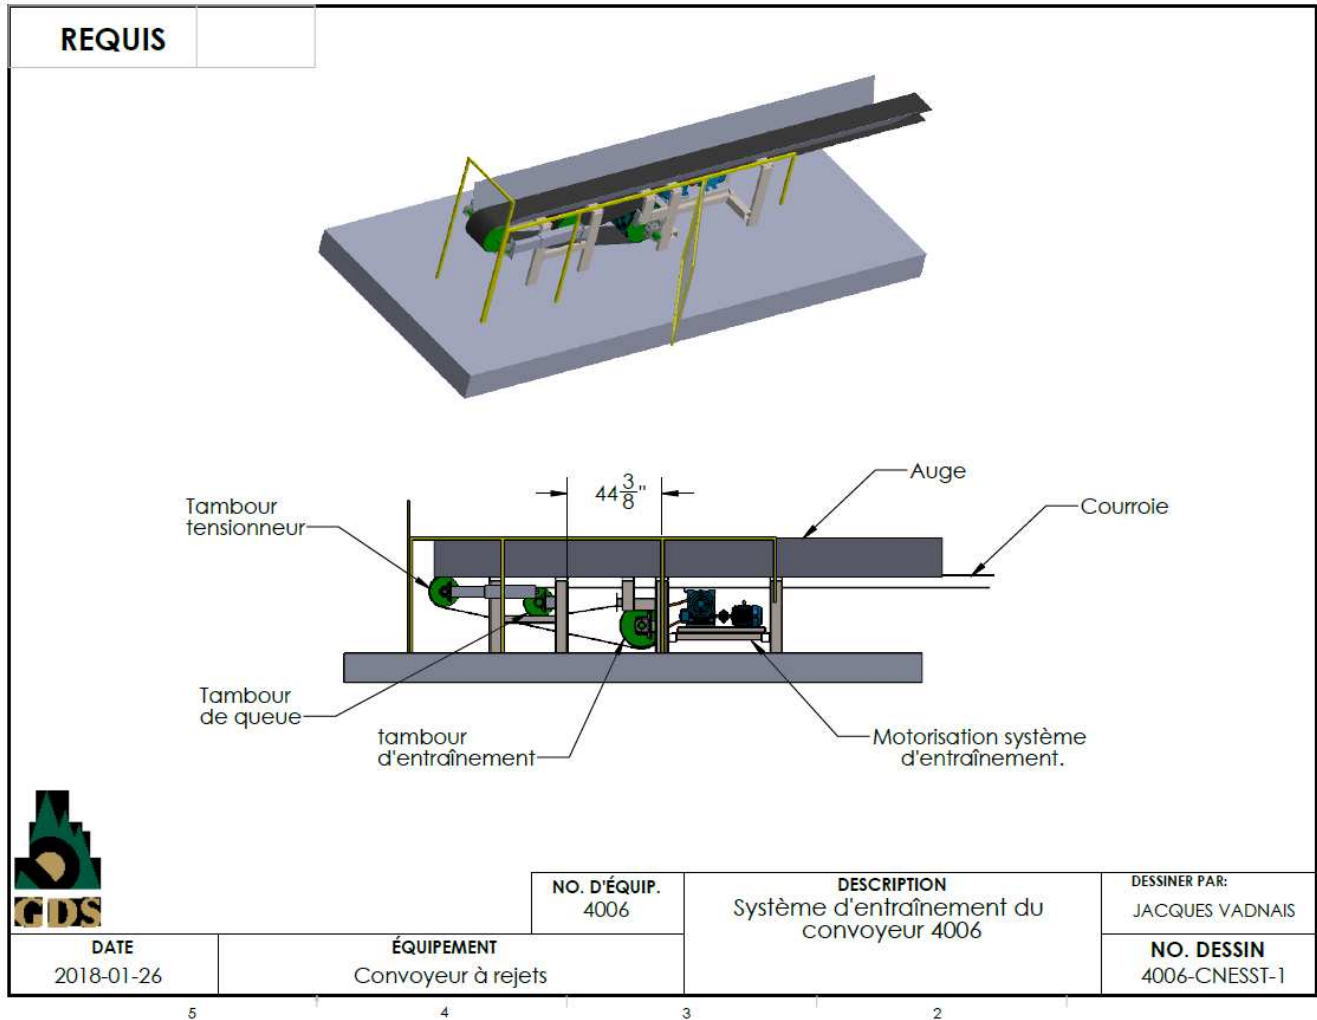 REQUIS
44 3/8"
Auge
Courroie
Tambour
tensionneur
Tambour
de queue
tambour
d'entraînement
Motorisation système
d'entraînement.
GDS
NO. D'ÉQUIP.
4006
DESCRIPTION
Système d'entraînement du
convoyeur 4006
DESSINER PAR:
JACQUES VADNAIS
DATE
2018-01-26
ÉQUIPEMENT
Convoyeur à rejets
NO. DESSIN
4006-CNESST-1
5 4 3 2